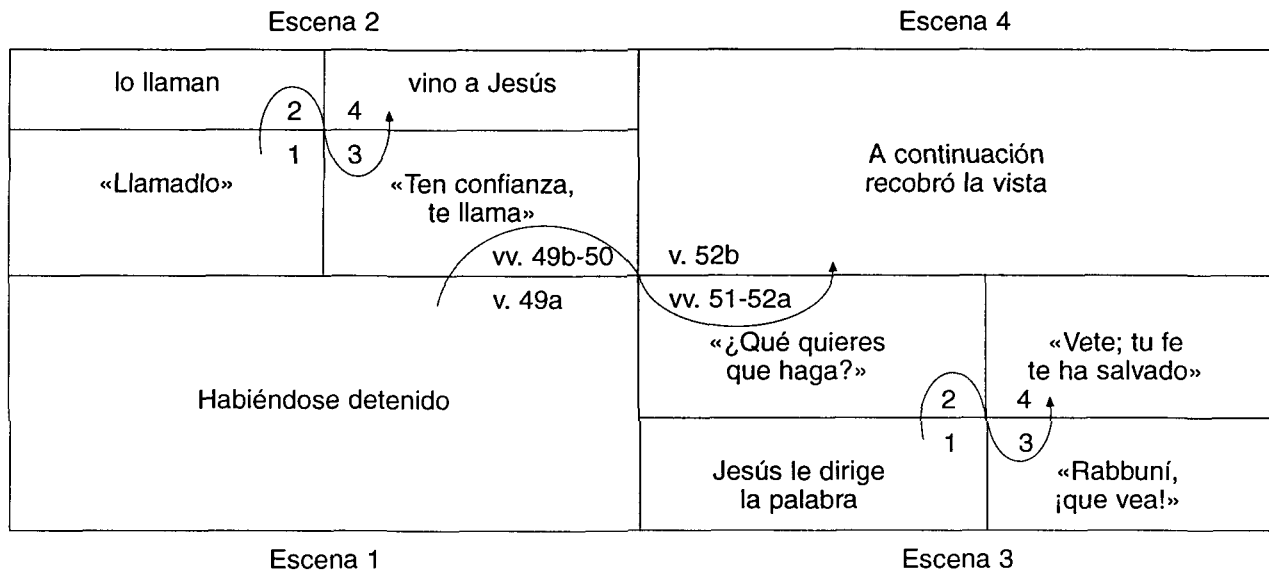 Escena 2
Escena 4
lo llaman
vino a Jesús
2
4
1
3
«Llamadlo»
«Ten confianza,
te llama»
A continuación
recobró la vista
vv. 49b-50
v. 52b
v. 49a
vv. 51-52a
Habiéndose detenido
«¿Qué quieres
que haga?»
«Vete; tu fe
te ha salvado»
2
4
1
3
Jesús le dirige
la palabra
«Rabbuní,
¡que vea!»
Escena 1
Escena 3